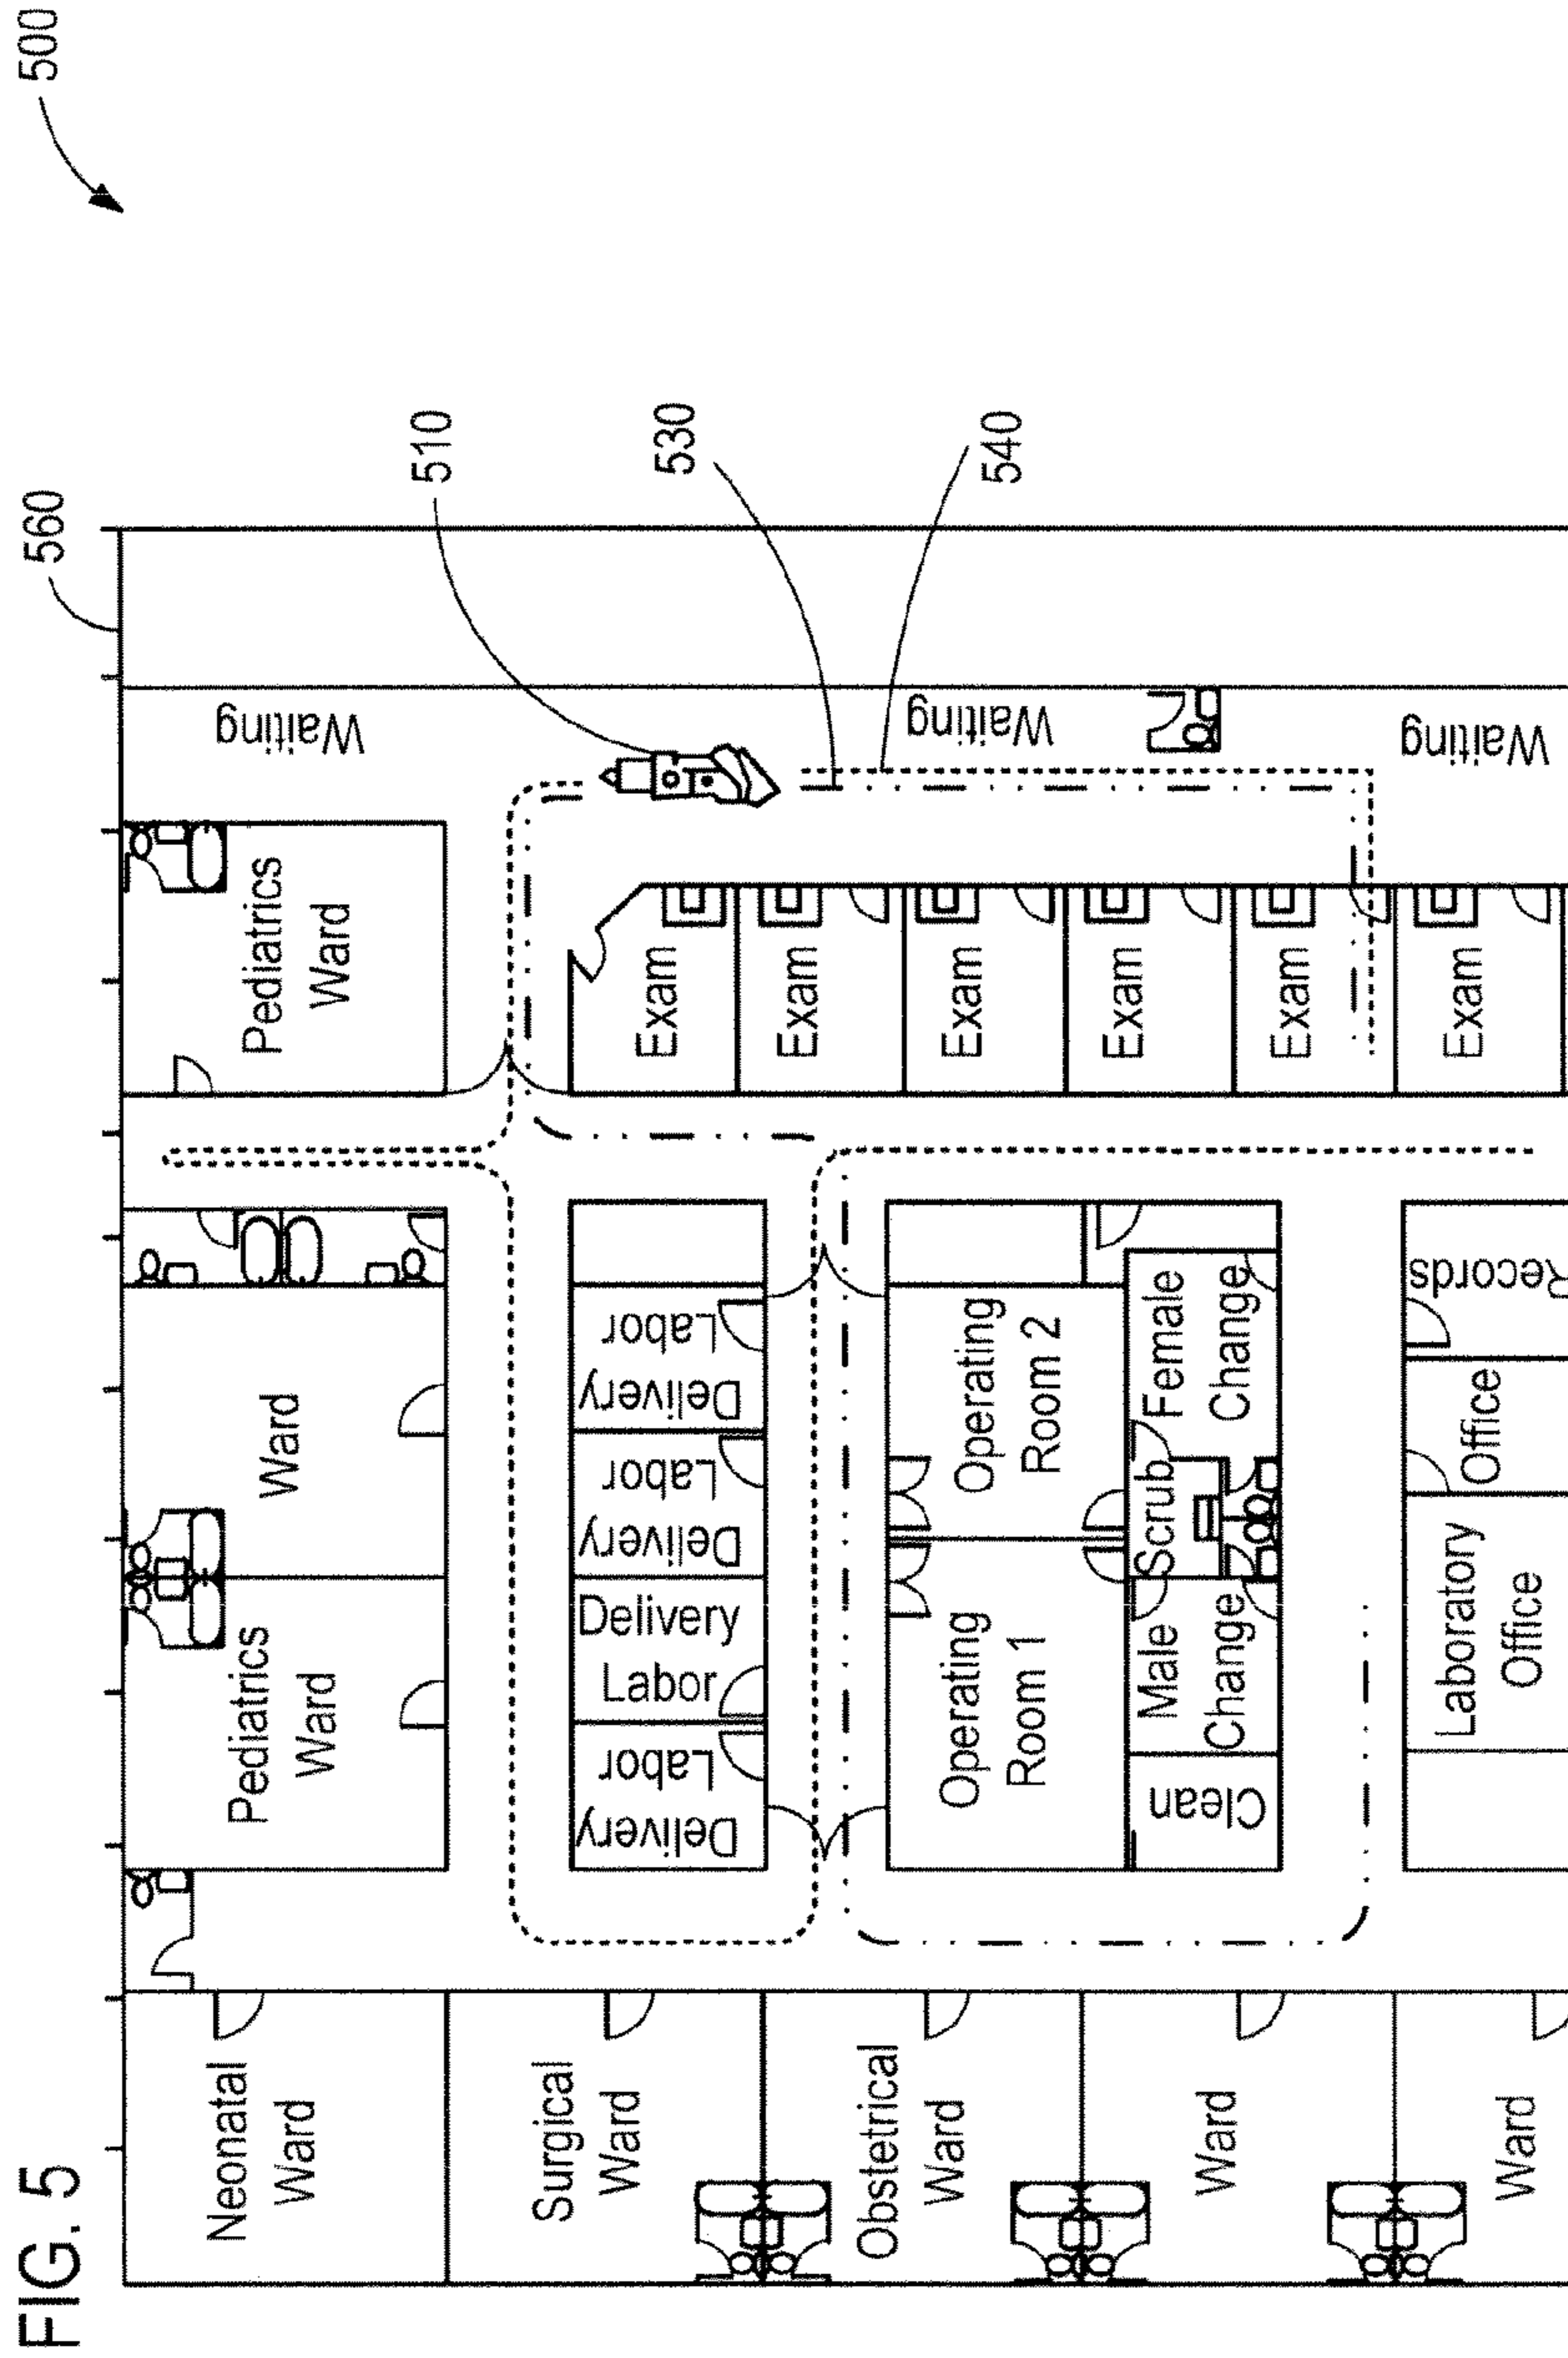 FIG. 5
500
560
510
530
540
Neonatal
Ward
Pediatrics
Ward
Ward
Pediatrics
Ward
Waiting
Surgical
Ward
Delivery
Labor
Delivery
Labor
Delivery
Labor
Delivery
Labor
Exam
Exam
Exam
Exam
Exam
Exam
Waiting
Waiting
Obstetrical
Ward
Operating
Room 1
Operating
Room 2
Ward
Clean
Male
Change
Scrub
Female
Change
Ward
Laboratory
Office
Office
Records